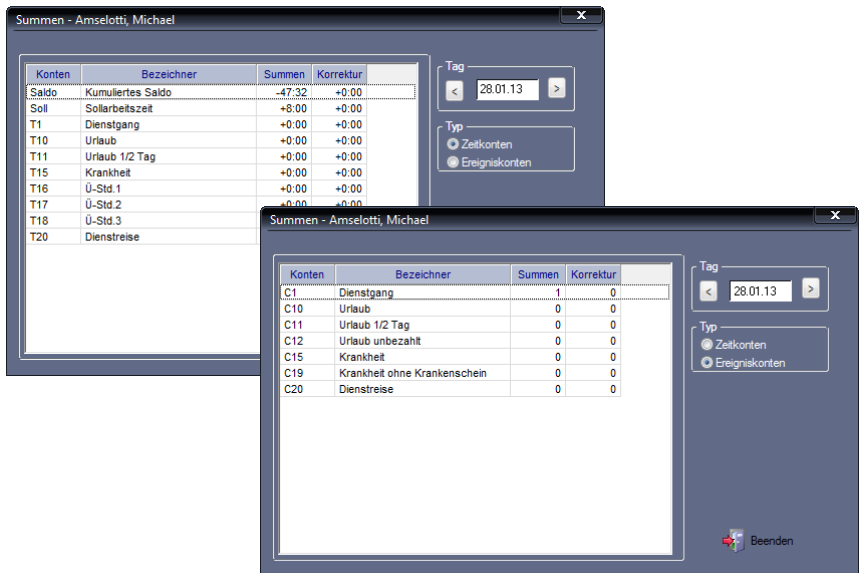 Summen - Amselotti, Michael
x
Konten Bezeichner Summen Korrektur
Saldo Kumuliertes Saldo -47:32 +0:00
Soll Sollarbeitszeit +8:00 +0:00
T1 Dienstgang +0:00 +0:00
T10 Urlaub +0:00 +0:00
T11 Urlaub 1/2 Tag +0:00 +0:00
T15 Krankheit +0:00 +0:00
T16 Ü-Std.1 +0:00 +0:00
T17 Ü-Std.2 +0:00 +0:00
T18 Ü-Std.3
T20 Dienstreise
Tag
< 28.01.13 >
Typ
Zeitkonten
Ereigniskonten
Summen - Amselotti, Michael
x
Konten Bezeichner Summen Korrektur
C1 Dienstgang 1 0
C10 Urlaub 0 0
C11 Urlaub 1/2 Tag 0 0
C12 Urlaub unbezahlt 0 0
C15 Krankheit 0 0
C19 Krankheit ohne Krankenschein 0 0
C20 Dienstreise 0 0
Tag
< 28.01.13 >
Typ
Zeitkonten
Ereigniskonten
Beenden